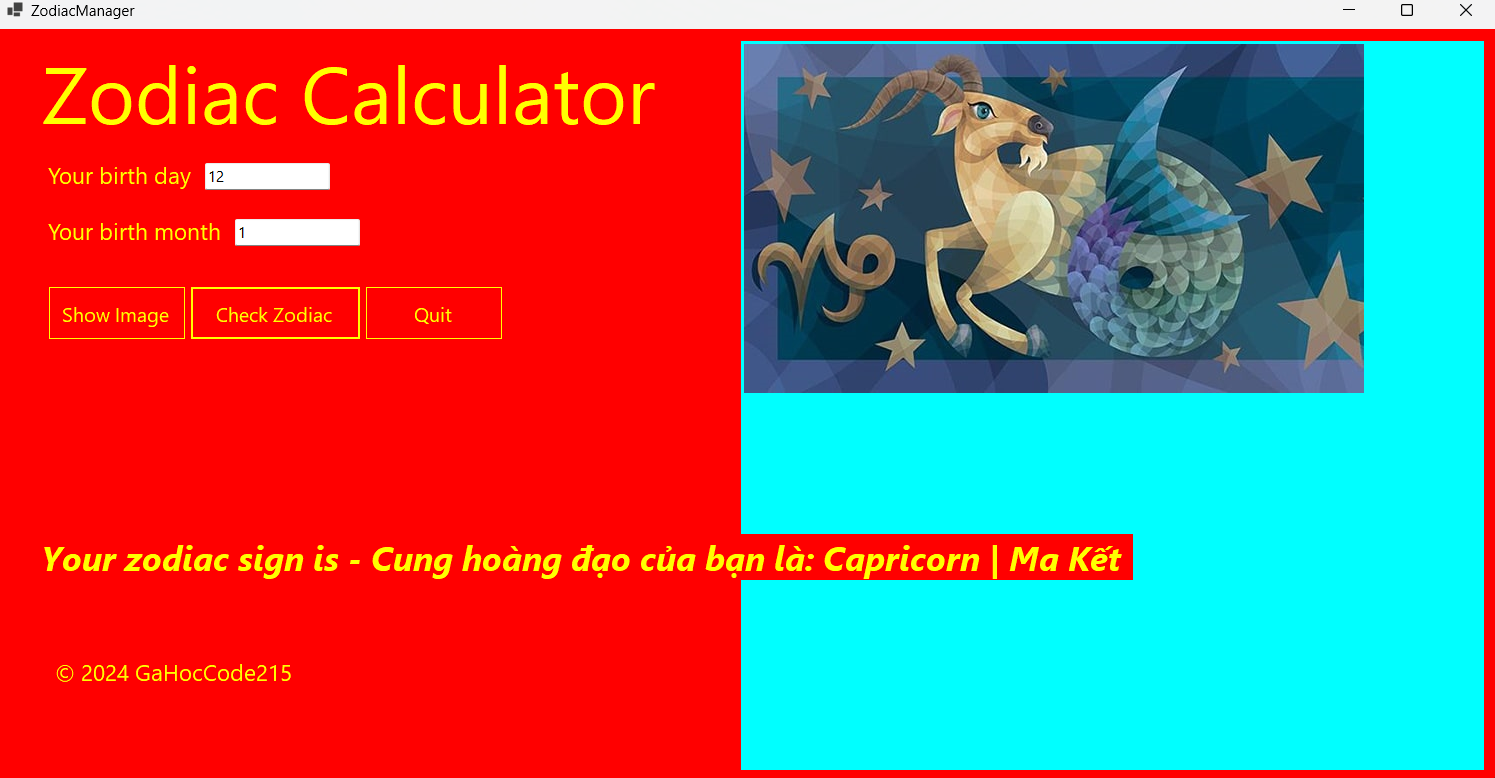 ZodiacManager
Zodiac Calculator
Your birth day 12
Your birth month 1
Show Image Check Zodiac Quit
Your zodiac sign is - Cung hoàng đạo của bạn là: Capricorn | Ma Kết
© 2024 GaHocCode215